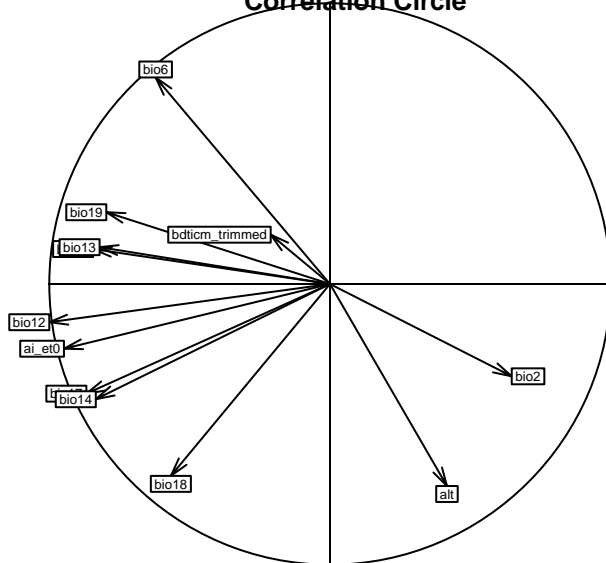 Correlation Circle
bio6
bio19
bdticm_trimmed
bio13
bio12
ai_et0
bio14
bio2
bio18
alt